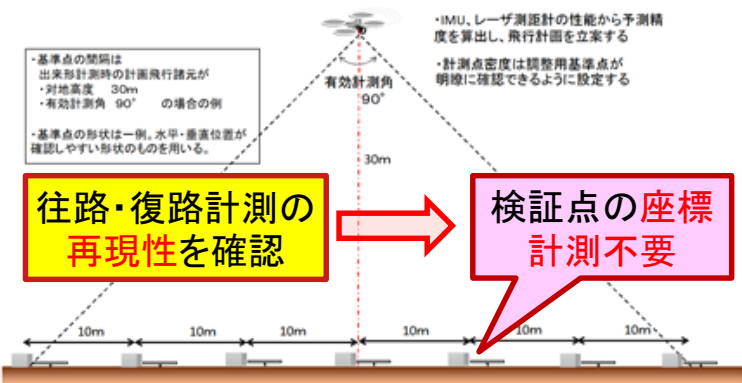 ・IMU、レーザ測距計の性能から予測精
度を算出し、飛行計画を立案する
・計測点密度は調整用基準点が
明瞭に確認できるように設定する
・基準点の間隔は
出来形計測時の計画飛行諸元が
・対地高度 30m
・有効計測角 90° の場合の例
・基準点の形状は一例。水平・垂直位置が
確認しやすい形状のものを用いる。
有効計測角
90°
30m
往路・復路計測の
再現性を確認
検証点の座標
計測不要
10m 10m 10m 10m 10m 10m